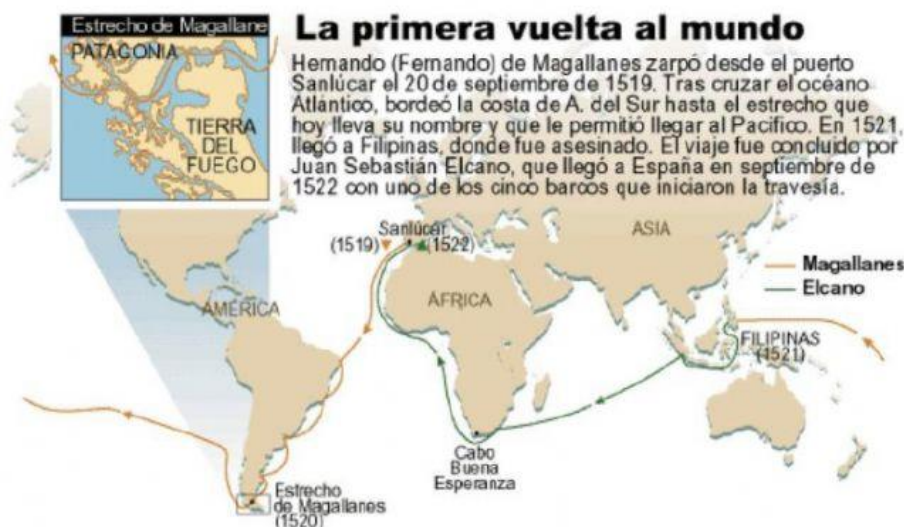 Estrecho de Magallane
PATAGONIA
TIERRA
DEL
FUEGO
La primera vuelta al mundo
Hernando (Fernando) de Magallanes zarpó desde el puerto
Sanlúcar el 20 de septiembre de 1519. Tras cruzar el océano
Atlántico, bordeó la costa de A. del Sur hasta el estrecho que
hoy lleva su nombre y que le permitió llegar al Pacífico. En 1521,
llegó a Filipinas, donde fue asesinado. El viaje fue concluido por
Juan Sebastián Elcano, que llegó a España en septiembre de
1522 con uno de los cinco barcos que iniciaron la travesía.
Sanlúcar
(1519)
(1522)
ASIA
Magallanes
Elcano
AMÉRICA
ÁFRICA
FILIPINAS
(1521)
Cabo
Buena
Esperanza
Estrecho
de Magallanes
(1520)